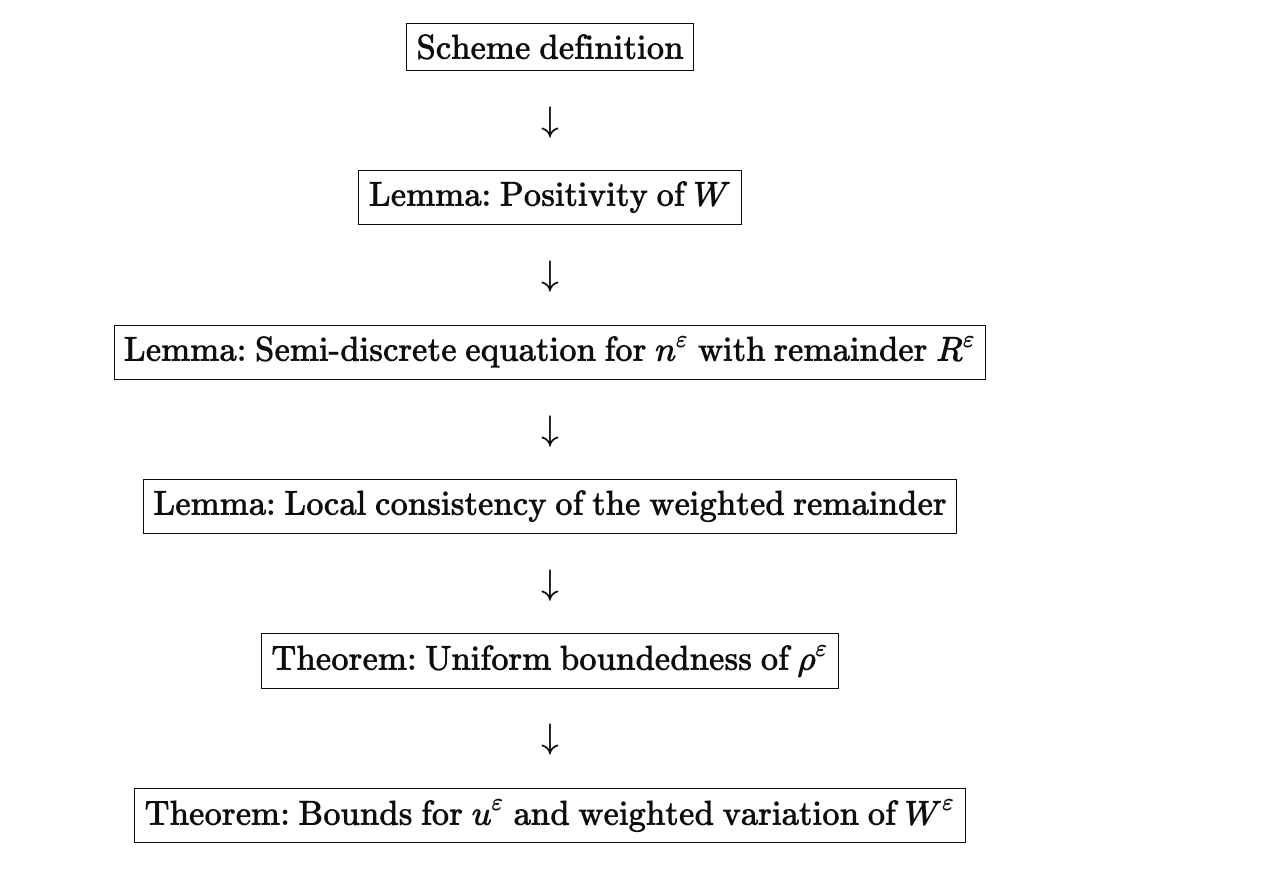 Scheme definition
↓
Lemma: Positivity of W
↓
Lemma: Semi-discrete equation for n^ε with remainder R^ε
↓
Lemma: Local consistency of the weighted remainder
↓
Theorem: Uniform boundedness of ρ^ε
↓
Theorem: Bounds for u^ε and weighted variation of W^ε